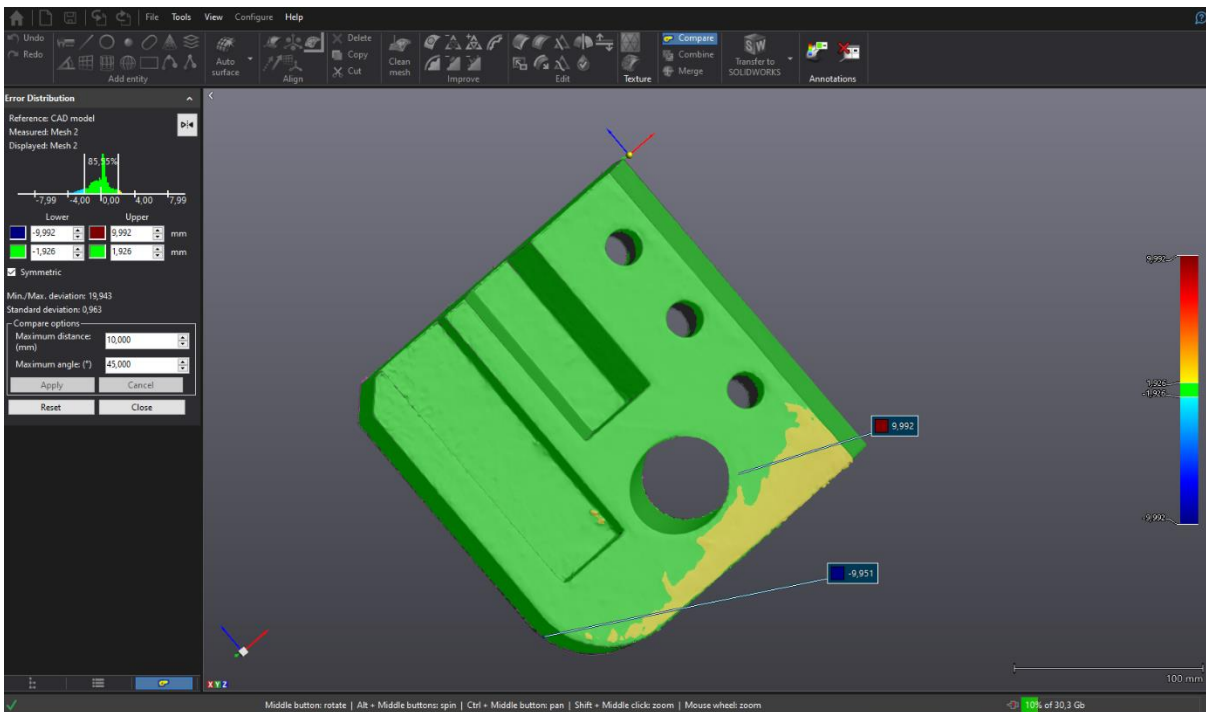 File Tools View Configure Help
Undo
Redo
Add entity
Auto surface
Align
Delete
Copy
Cut
Clean mesh
Improve
Edit
Texture
Compare
Combine
Merge
Transfer to SOLIDWORKS
Annotations
Error Distribution
Reference: CAD model
Measured: Mesh 2
Displayed: Mesh 2
85,55%
-7,99 -4,00 0,00 4,00 7,99
Lower Upper
-9,992 9,992 mm
-1,926 1,926 mm
Symmetric
Min./Max. deviation: 19,943
Standard deviation: 0,963
Compare options
Maximum distance: (mm) 10,000
Maximum angle: (°) 45,000
Apply Cancel
Reset Close
9,992
-9,951
9,992
1,926
-1,926
-9,992
100 mm
X Y Z
Middle button: rotate | Alt + Middle buttons: spin | Ctrl + Middle button: pan | Shift + Middle click: zoom | Mouse wheel: zoom
10% of 30,3 Gb